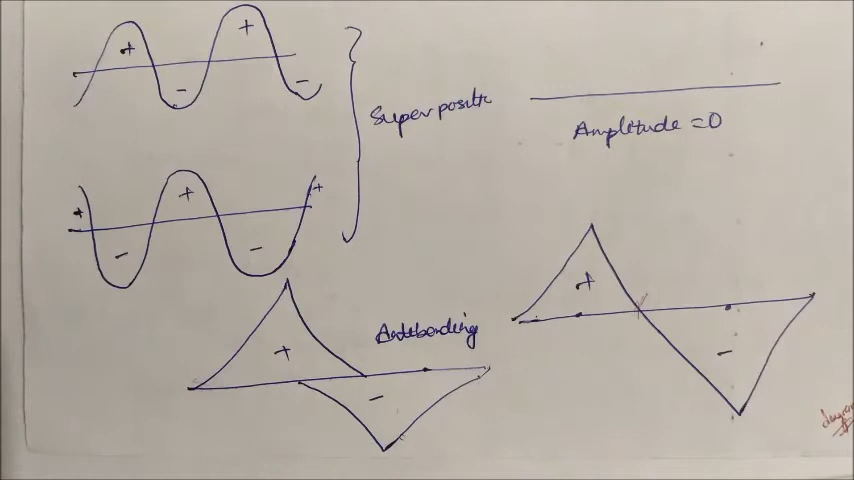 + +
- -
Superpositi
Amplitude = 0
+ + +
- -
+
Antibonding
+
-
-